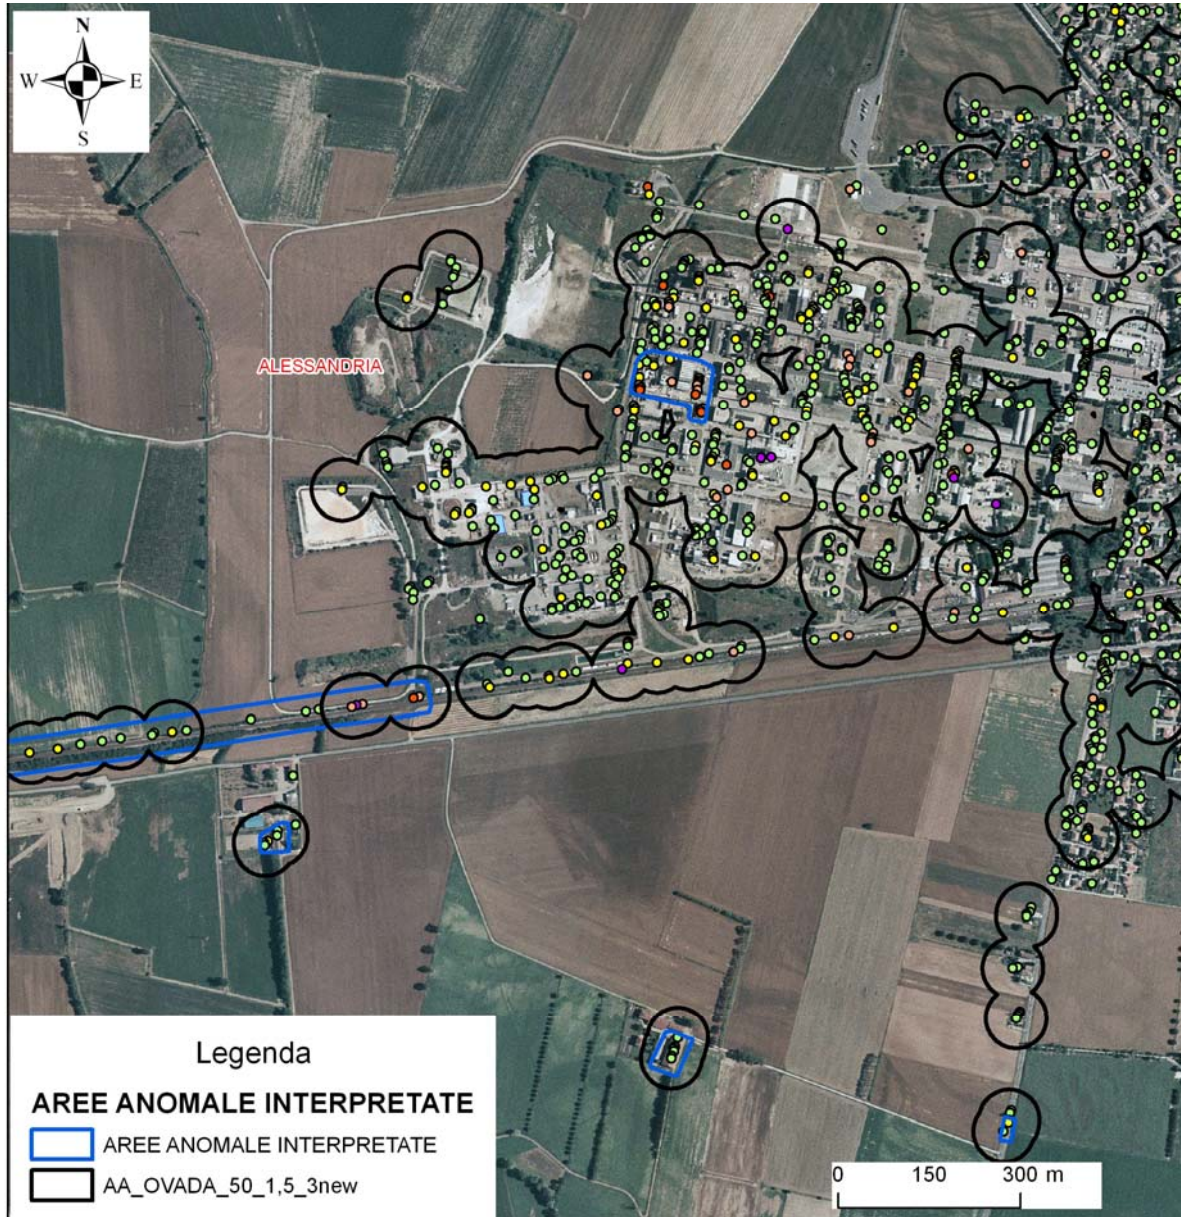 N
W E
S
ALESSANDRIA
Legenda
AREE ANOMALE INTERPRETATE
AREE ANOMALE INTERPRETATE
AA_OVADA_50_1,5_3new
0 150 300 m